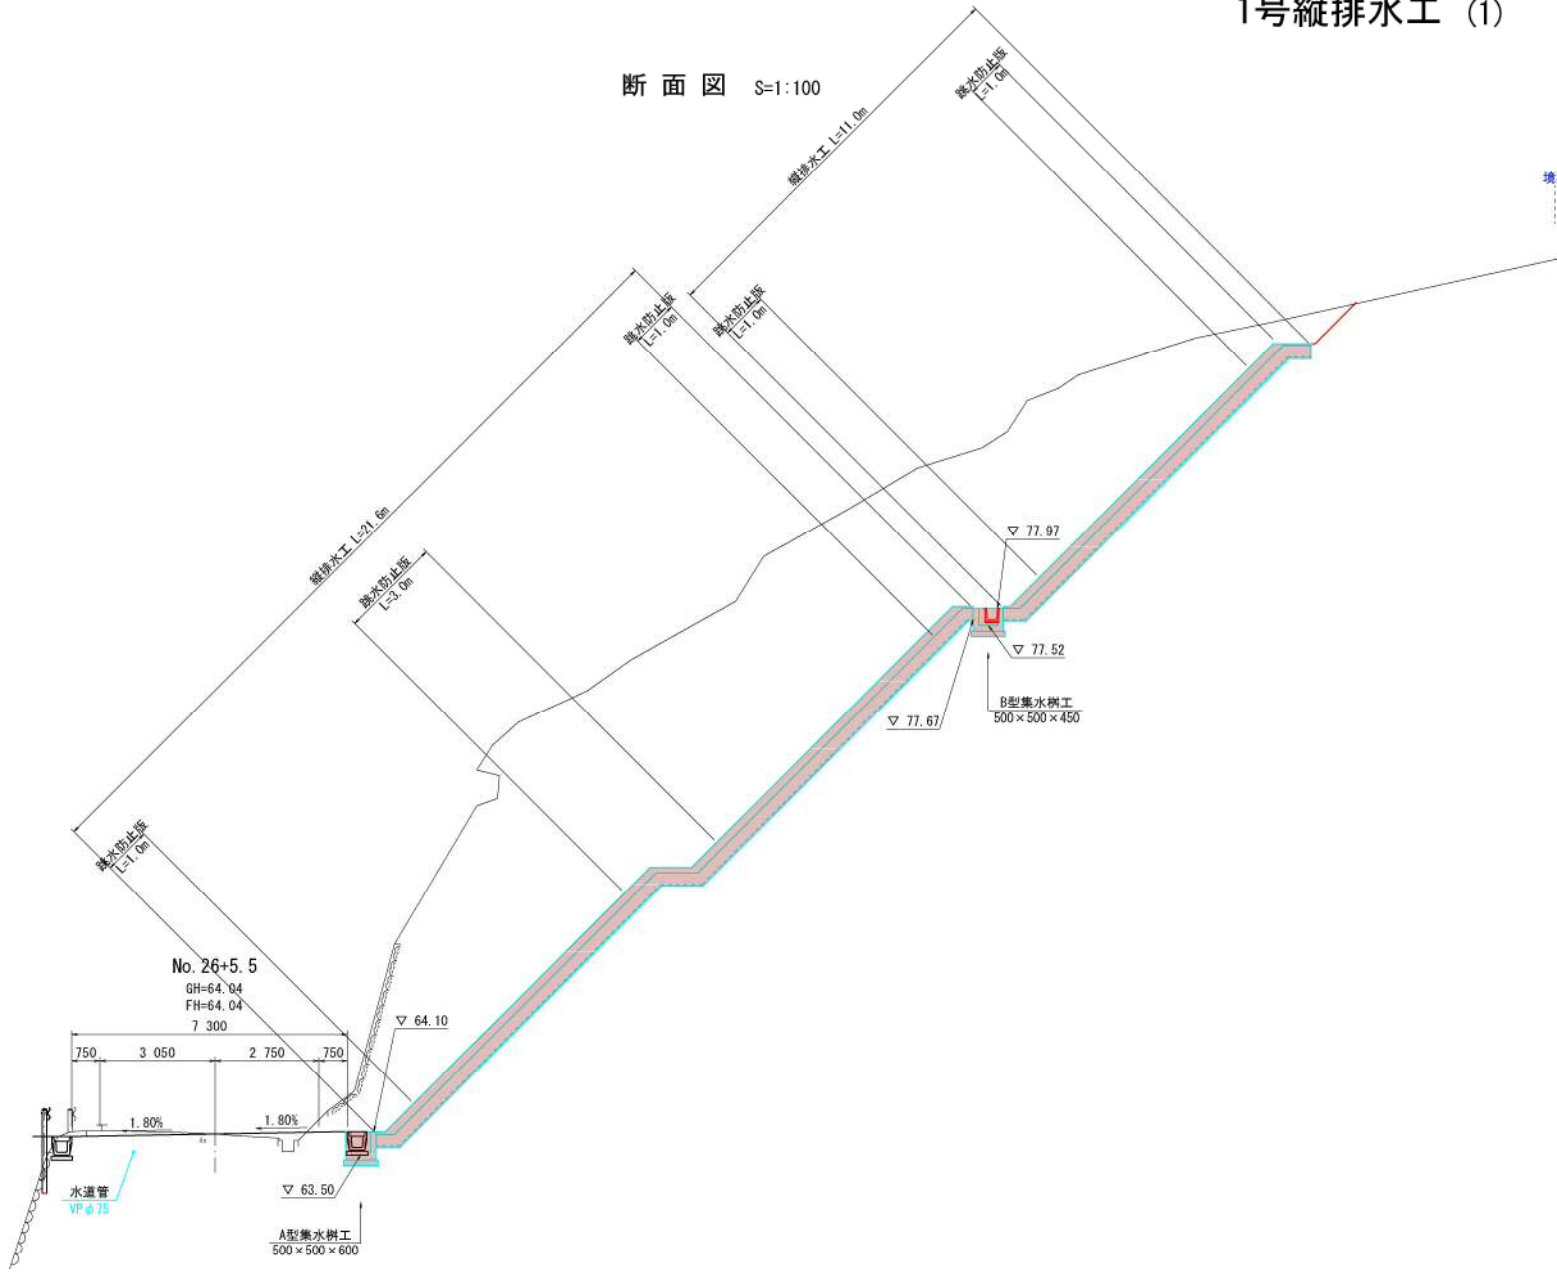 1号縦排水工 (1)
断面図 S=1:100
跳水防止版
L=1.0m
縦排水工 L=11.0m
境
跳水防止版
L=1.0m
跳水防止版
L=1.0m
縦排水工 L=21.6m
跳水防止版
L=3.0m
▽ 77.97
▽ 77.52
B型集水桝工
500×500×450
▽ 77.67
跳水防止版
L=1.0m
No.26+5.5
GH=64.04
FH=64.04
7 300
▽ 64.10
750 3 050 2 750 750
1.80% 1.80%
水道管
VPφ75
▽ 63.50
A型集水桝工
500×500×600